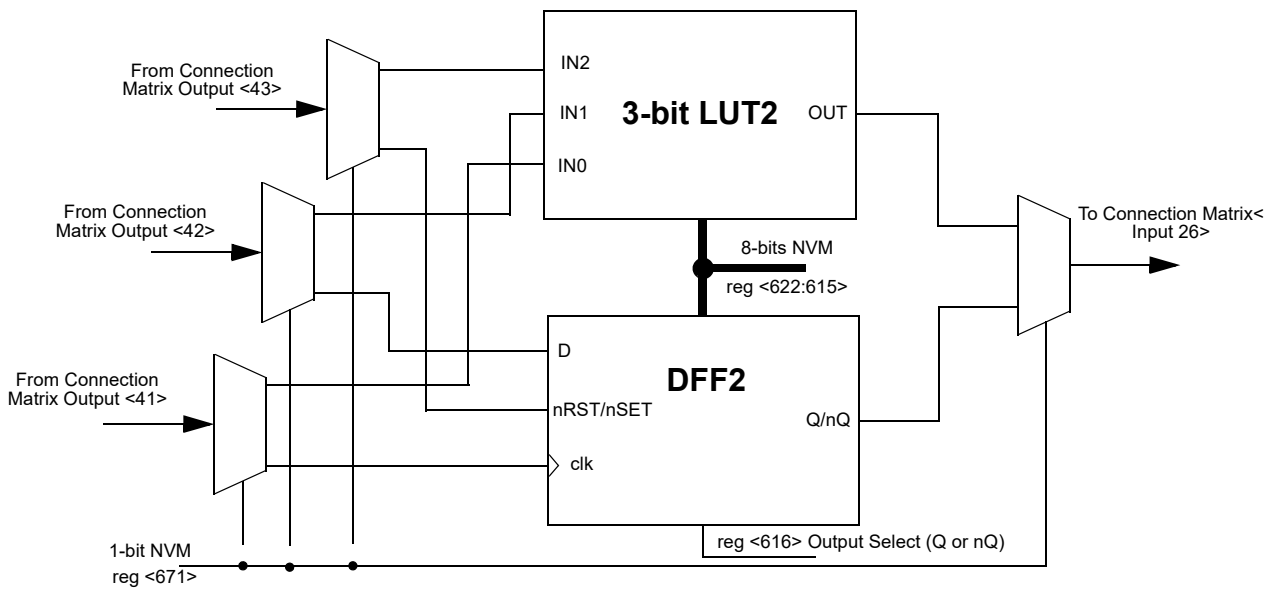 From Connection
Matrix Output <43>
IN2
IN1
IN0
3-bit LUT2
OUT
From Connection
Matrix Output <42>
To Connection Matrix<
Input 26>
8-bits NVM
reg <622:615>
From Connection
Matrix Output <41>
D
DFF2
nRST/nSET
Q/nQ
clk
reg <616> Output Select (Q or nQ)
1-bit NVM
reg <671>